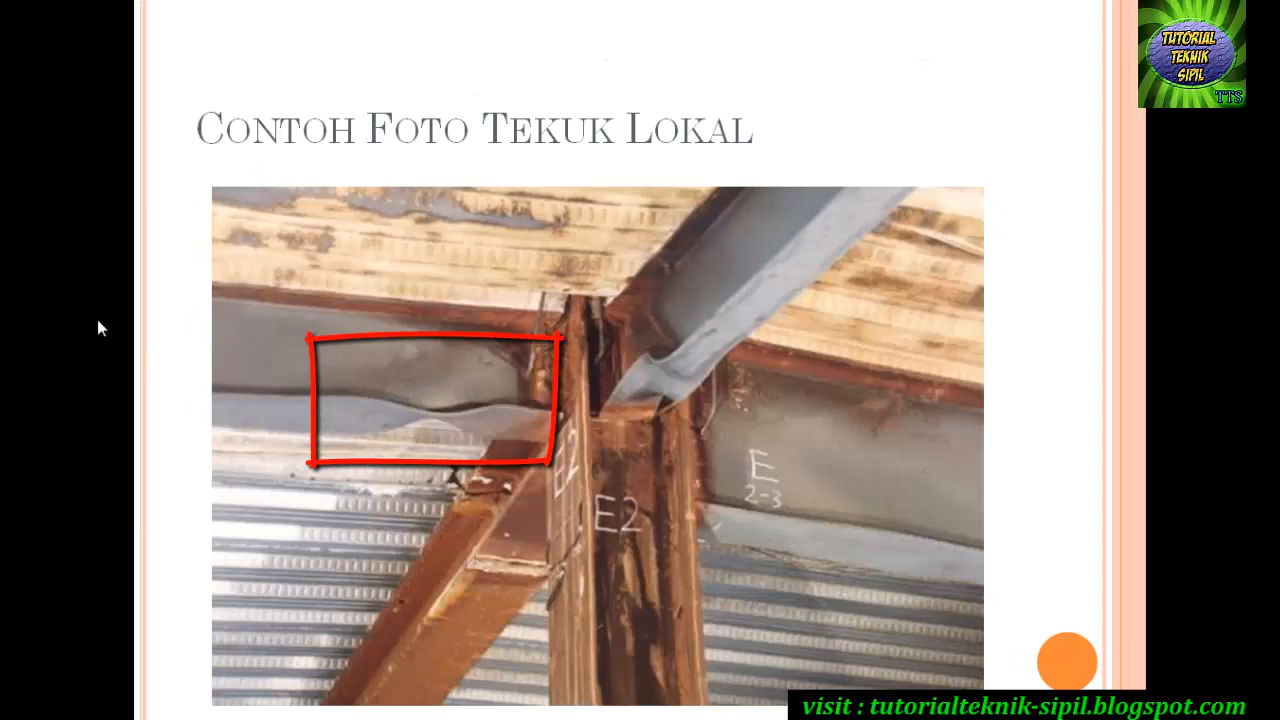 TUTORIAL
TEKNIK
SIPIL
TTS
CONTOH FOTO TEKUK LOKAL
E2
E2
E
2-3
visit : tutorialteknik-sipil.blogspot.com